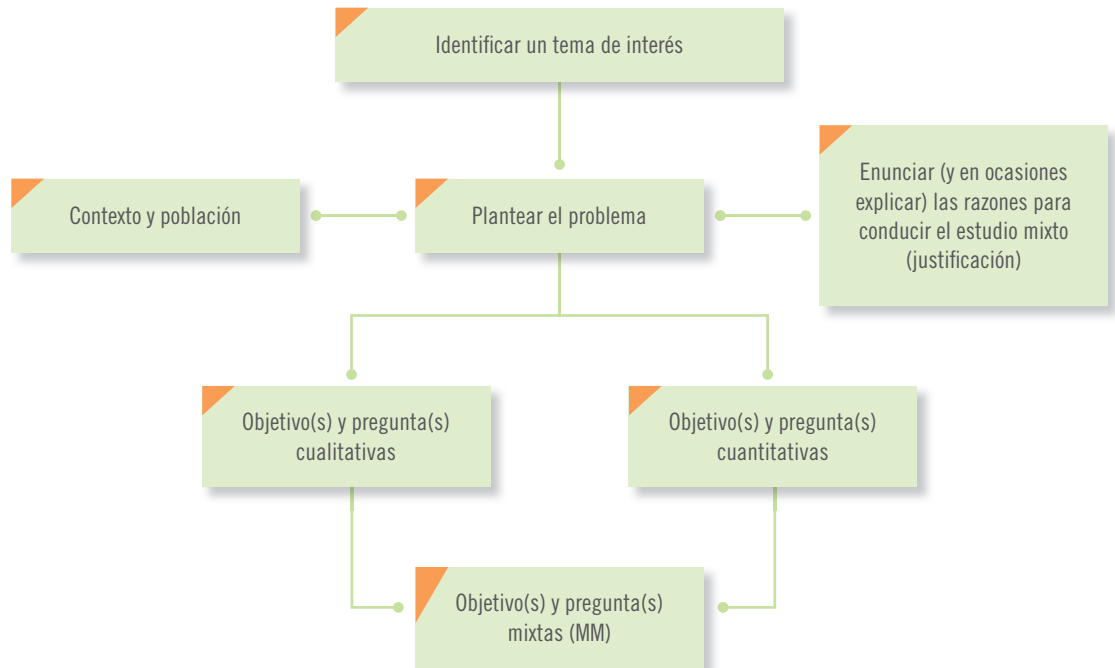 Identificar un tema de interés
Contexto y población
Plantear el problema
Enunciar (y en ocasiones
explicar) las razones para
conducir el estudio mixto
(justificación)
Objetivo(s) y pregunta(s)
cualitativas
Objetivo(s) y pregunta(s)
cuantitativas
Objetivo(s) y pregunta(s)
mixtas (MM)